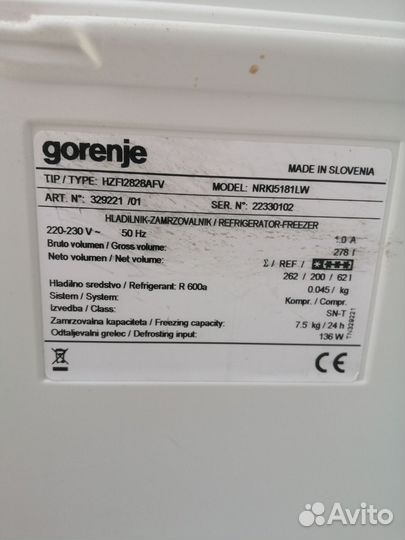 gorenje
MADE IN SLOVENIA
TIP / TYPE: HZFI2828AFV MODEL: NRKI5181LW
ART. N°: 329221 /01 SER. N°: 22330102
HLADILNIK-ZAMRZOVALNIK / REFRIGERATOR-FREEZER
220-230 V ~ 50 Hz 1.0 A
Bruto volumen / Gross volume: 278 l
Neto volumen / Net volume: Σ / REF / ****
262 / 200 / 62 l
Hladilno sredstvo / Refrigerant: R 600a 0.045 / kg
Sistem / System: Kompr. / Compr.
Izvedba / Class: SN-T
Zamrzovalna kapaciteta / Freezing capacity: 7.5 kg / 24 h
Odtaljevalni grelec / Defrosting input: 136 W
T/n329221
CE
Avito